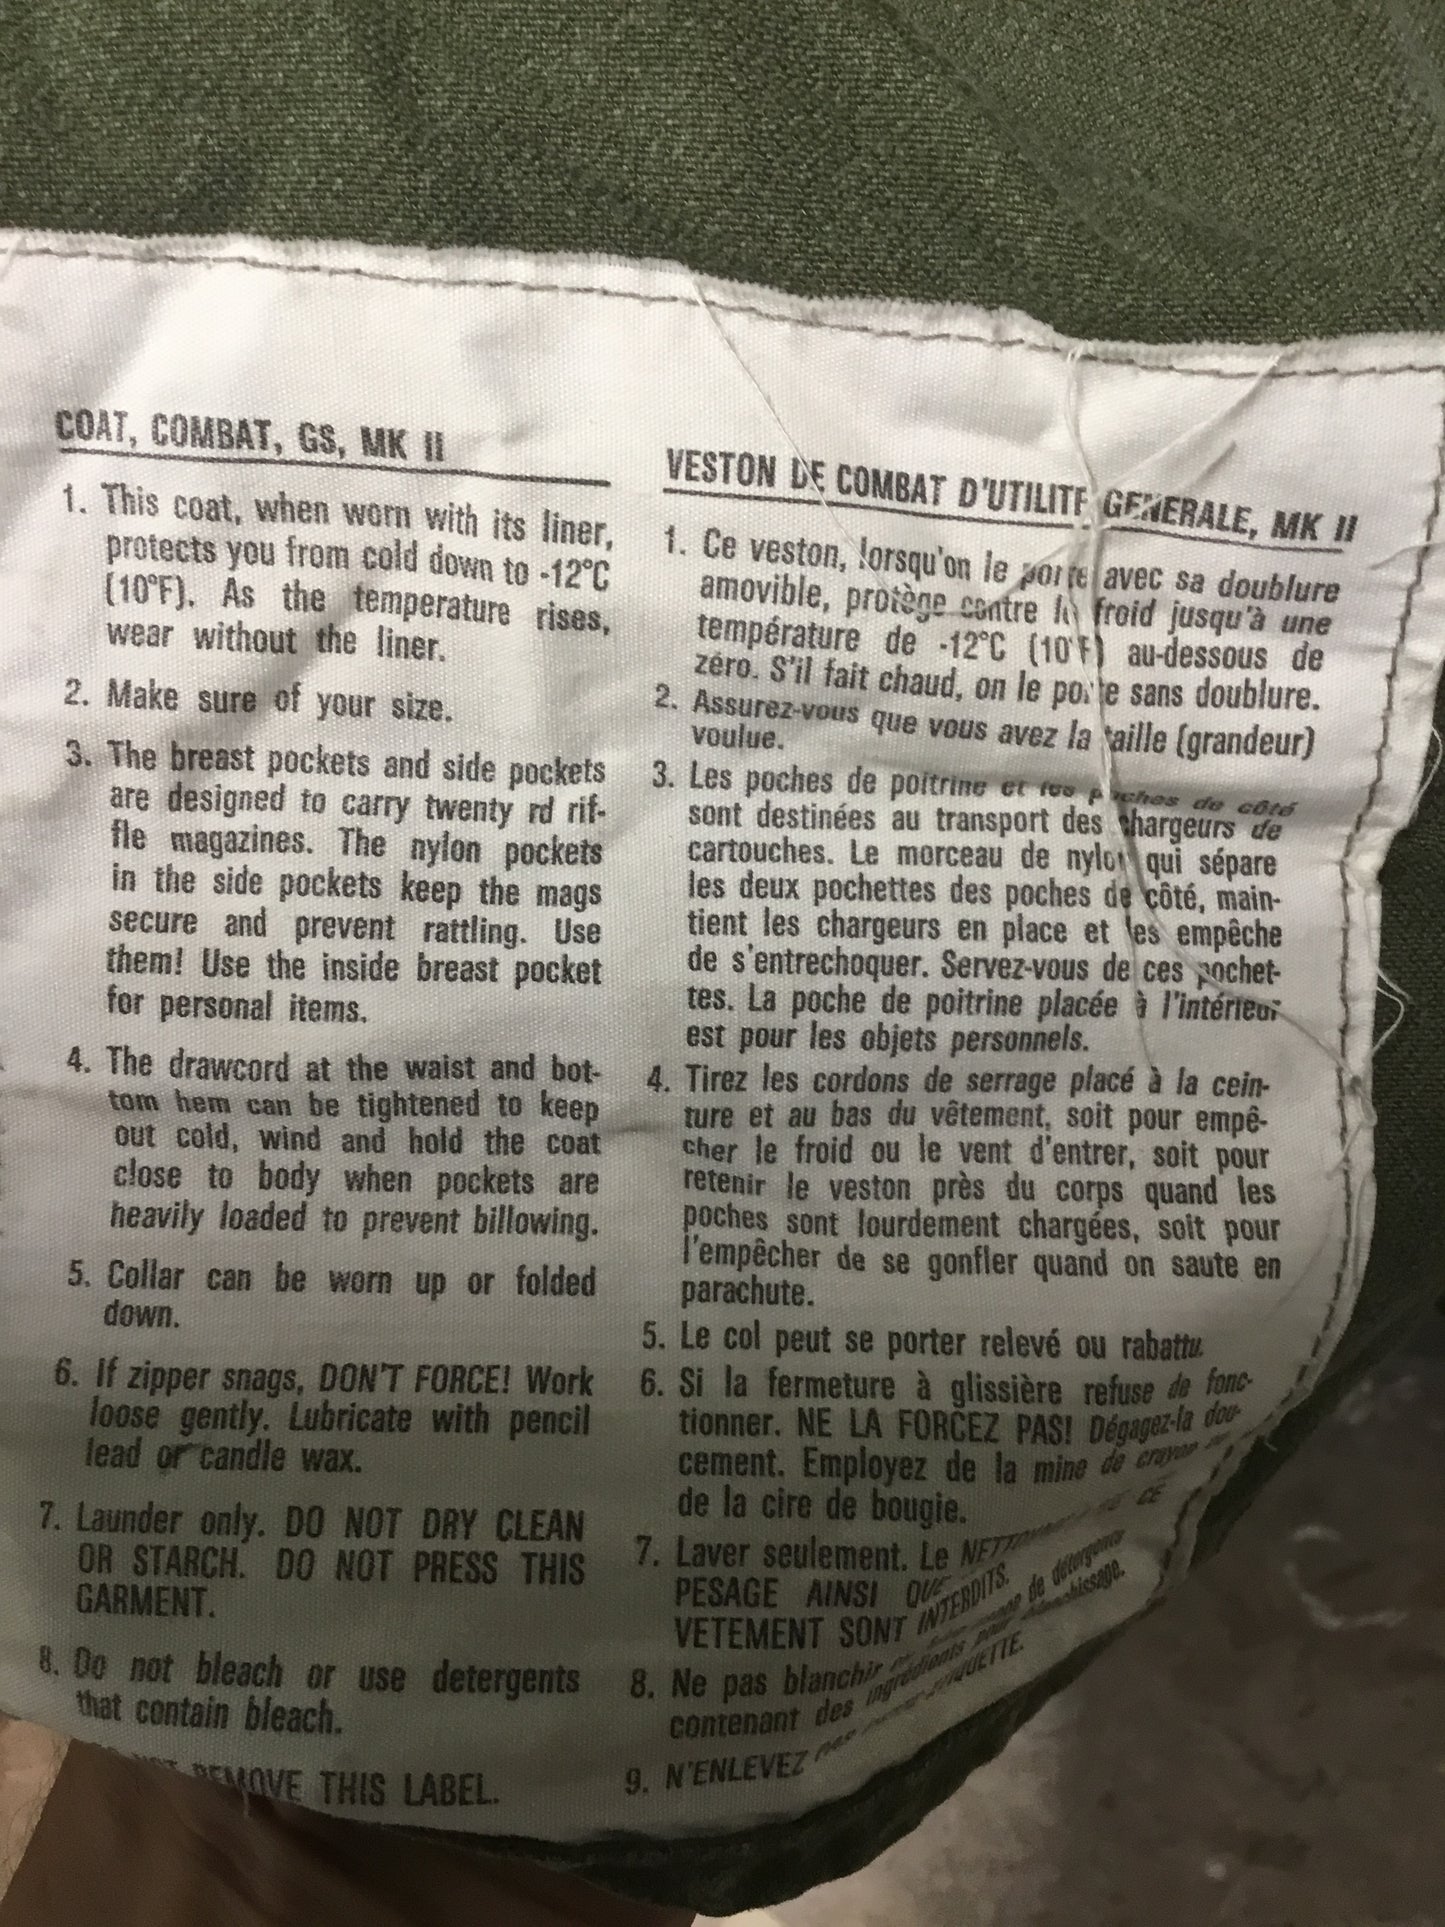 COAT, COMBAT, GS, MK II
1. This coat, when worn with its liner,
protects you from cold down to -12°C
(10°F). As the temperature rises,
wear without the liner.
2. Make sure of your size.
3. The breast pockets and side pockets
are designed to carry twenty rd rif-
fle magazines. The nylon pockets
in the side pockets keep the mags
secure and prevent rattling. Use
them! Use the inside breast pocket
for personal items.
4. The drawcord at the waist and bot-
tom hem can be tightened to keep
out cold, wind and hold the coat
close to body when pockets are
heavily loaded to prevent billowing.
5. Collar can be worn up or folded
down.
6. If zipper snags, DON'T FORCE! Work
loose gently. Lubricate with pencil
lead or candle wax.
7. Launder only. DO NOT DRY CLEAN
OR STARCH. DO NOT PRESS THIS
GARMENT.
8. Do not bleach or use detergents
that contain bleach.
NOT REMOVE THIS LABEL.
VESTON DE COMBAT D'UTILITE GENERALE, MK II
1. Ce veston, lorsqu'on le porte avec sa doublure
amovible, protège contre le froid jusqu'à une
température de -12°C (10°F) au-dessous de
zéro. S'il fait chaud, on le porte sans doublure.
2. Assurez-vous que vous avez la taille (grandeur)
voulue.
3. Les poches de poitrine et les poches de côté
sont destinées au transport des chargeurs de
cartouches. Le morceau de nylon qui sépare
les deux pochettes des poches de côté, main-
tient les chargeurs en place et les empêche
de s'entrechoquer. Servez-vous de ces pochet-
tes. La poche de poitrine placée à l'intérieur
est pour les objets personnels.
4. Tirez les cordons de serrage placé à la cein-
ture et au bas du vêtement, soit pour empê-
cher le froid ou le vent d'entrer, soit pour
retenir le veston près du corps quand les
poches sont lourdement chargées, soit pour
l'empêcher de se gonfler quand on saute en
parachute.
5. Le col peut se porter relevé ou rabattu.
6. Si la fermeture à glissière refuse de fonc-
tionner. NE LA FORCEZ PAS! Dégagez-la dou-
cement. Employez de la mine de crayon ou
de la cire de bougie.
7. Laver seulement. Le CE
PESAGE AINSI QUE
VETEMENT SONT INTERDITS.
8. Ne pas blanchir de détergents
contenant des ingrédients pour blanchissage.
9. N'ENLEVEZ pas